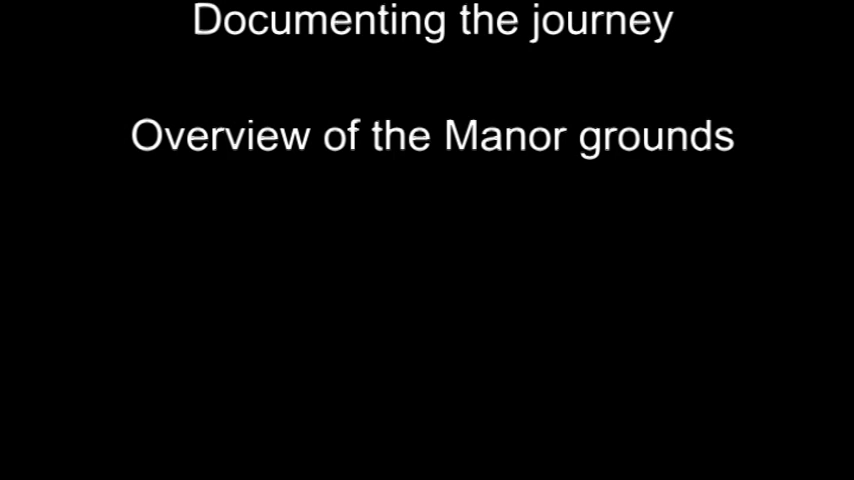 Documenting the journey
Overview of the Manor grounds